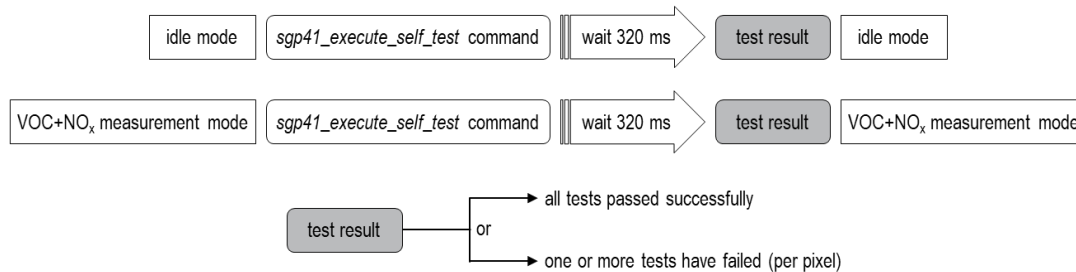 idle mode sgp41_execute_self_test command wait 320 ms test result idle mode
VOC+NOx measurement mode sgp41_execute_self_test command wait 320 ms test result VOC+NOx measurement mode
all tests passed successfully
test result or
one or more tests have failed (per pixel)